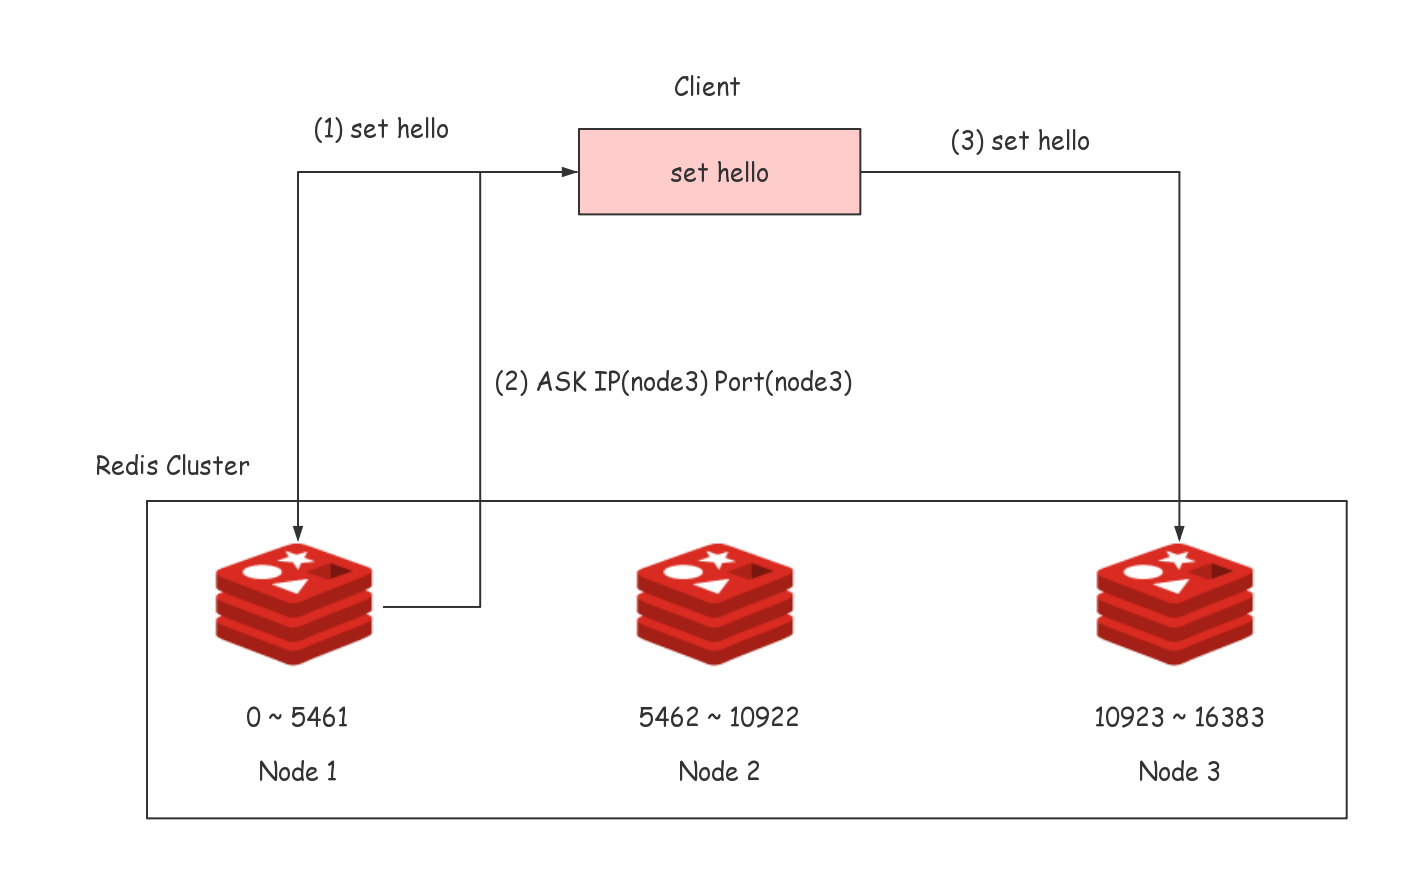 Client
(1) set hello
(3) set hello
set hello
(2) ASK IP(node3) Port(node3)
Redis Cluster
0 ~ 5461
5462 ~ 10922
10923 ~ 16383
Node 1
Node 2
Node 3